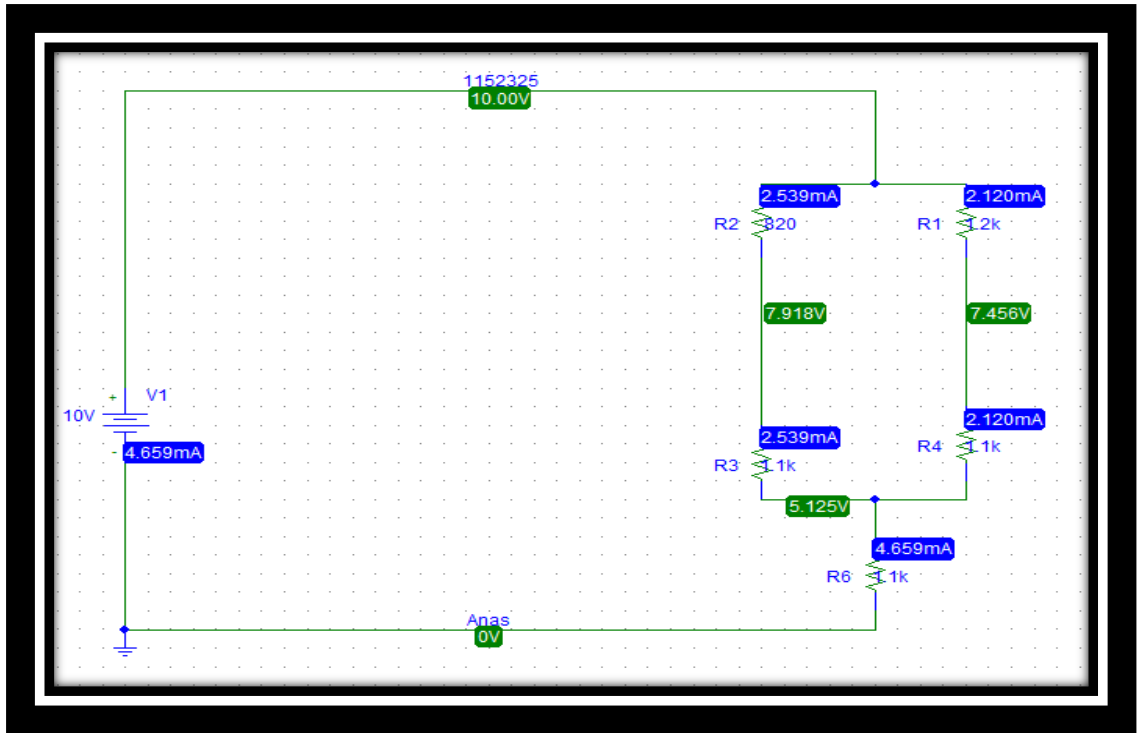 1152325
10.00V
2.539mA
2.120mA
R2
820
R1
1.2k
7.918V
7.456V
+
V1
10V
-
4.659mA
2.539mA
2.120mA
R3
1.1k
R4
1.1k
5.125V
4.659mA
R6
1.1k
Anas
0V